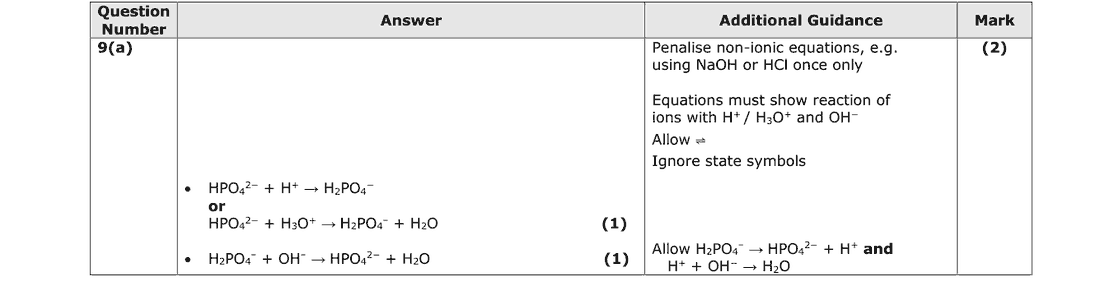 Question Number Answer Additional Guidance Mark
9(a) Penalise non-ionic equations, e.g. (2)
using NaOH or HCl once only
Equations must show reaction of
ions with H⁺ / H₃O⁺ and OH⁻
Allow ⇌
Ignore state symbols
• HPO₄²⁻ + H⁺ → H₂PO₄⁻
or
HPO₄²⁻ + H₃O⁺ → H₂PO₄⁻ + H₂O (1)
• H₂PO₄⁻ + OH⁻ → HPO₄²⁻ + H₂O (1)
Allow H₂PO₄⁻ → HPO₄²⁻ + H⁺ and
H⁺ + OH⁻ → H₂O